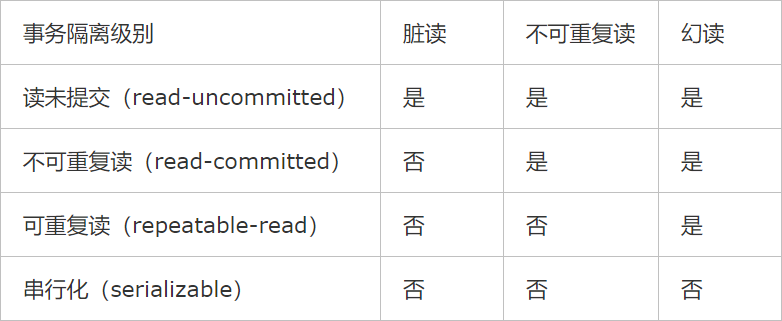 事务隔离级别 脏读 不可重复读 幻读
读未提交（read-uncommitted） 是 是 是
不可重复读（read-committed） 否 是 是
可重复读（repeatable-read） 否 否 是
串行化（serializable） 否 否 否